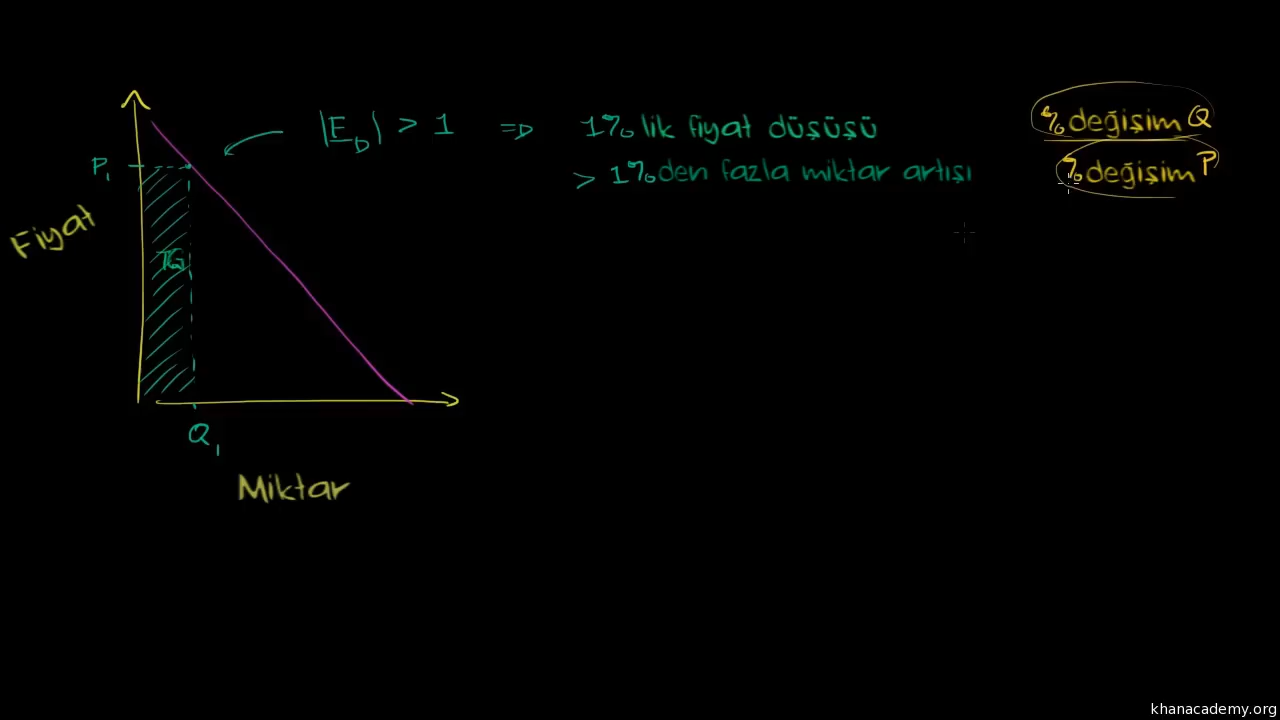 |E_D| > 1 => 1% lik fiyat düşüşü
> 1% den fazla miktar artışı
% değişim Q
% değişim P
P₁
Fiyat
TG
Q₁
Miktar
khanacademy.org